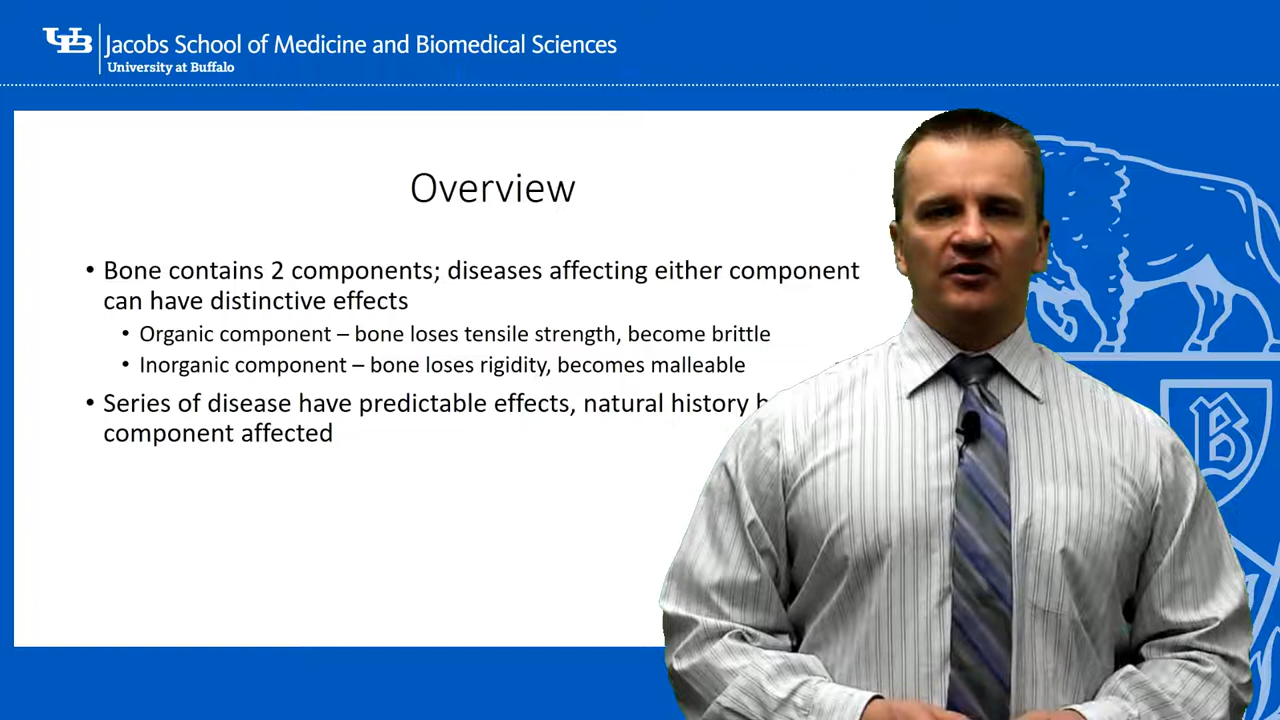 UB
Jacobs School of Medicine and Biomedical Sciences
University at Buffalo
Overview
• Bone contains 2 components; diseases affecting either component
can have distinctive effects
• Organic component – bone loses tensile strength, become brittle
• Inorganic component – bone loses rigidity, becomes malleable
• Series of disease have predictable effects, natural history
component affected
B